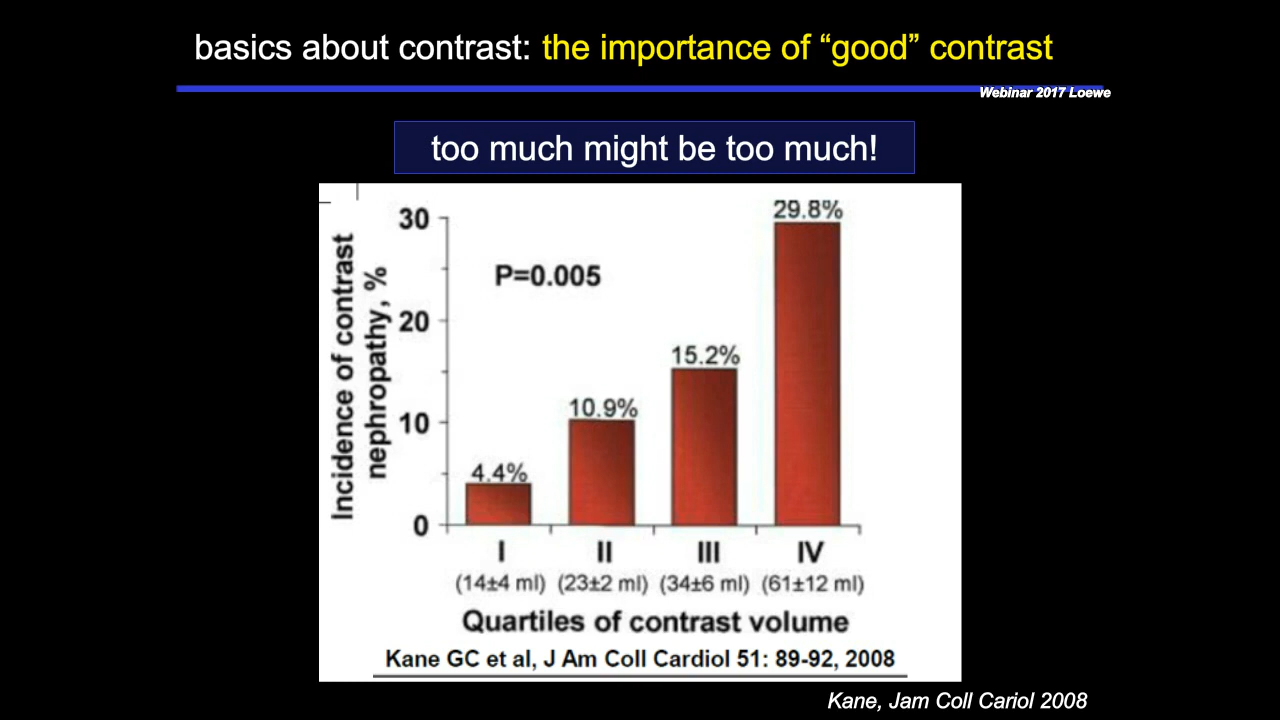 basics about contrast: the importance of “good” contrast
Webinar 2017 Loewe
too much might be too much!
Incidence of contrast
nephropathy, %
30
20
10
0
P=0.005
4.4%
10.9%
15.2%
29.8%
I II III IV
(14±4 ml) (23±2 ml) (34±6 ml) (61±12 ml)
Quartiles of contrast volume
Kane GC et al, J Am Coll Cardiol 51: 89-92, 2008
Kane, Jam Coll Cariol 2008